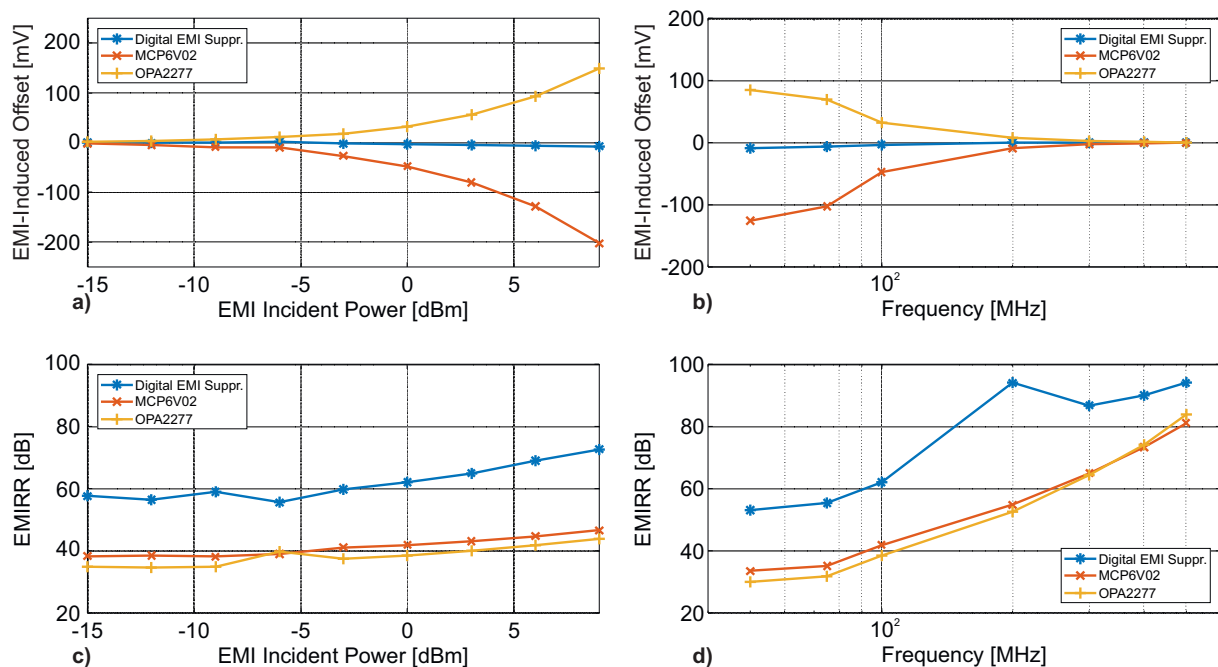 EMI-Induced Offset [mV]
200
100
0
-100
-200
Digital EMI Suppr.
MCP6V02
OPA2277
-15
-10
-5
0
5
a)
EMI Incident Power [dBm]
EMI-Induced Offset [mV]
200
100
0
-100
-200
Digital EMI Suppr.
MCP6V02
OPA2277
10²
b)
Frequency [MHz]
EMIRR [dB]
100
80
60
40
20
Digital EMI Suppr.
MCP6V02
OPA2277
-15
-10
-5
0
5
c)
EMI Incident Power [dBm]
EMIRR [dB]
100
80
60
40
20
Digital EMI Suppr.
MCP6V02
OPA2277
10²
d)
Frequency [MHz]